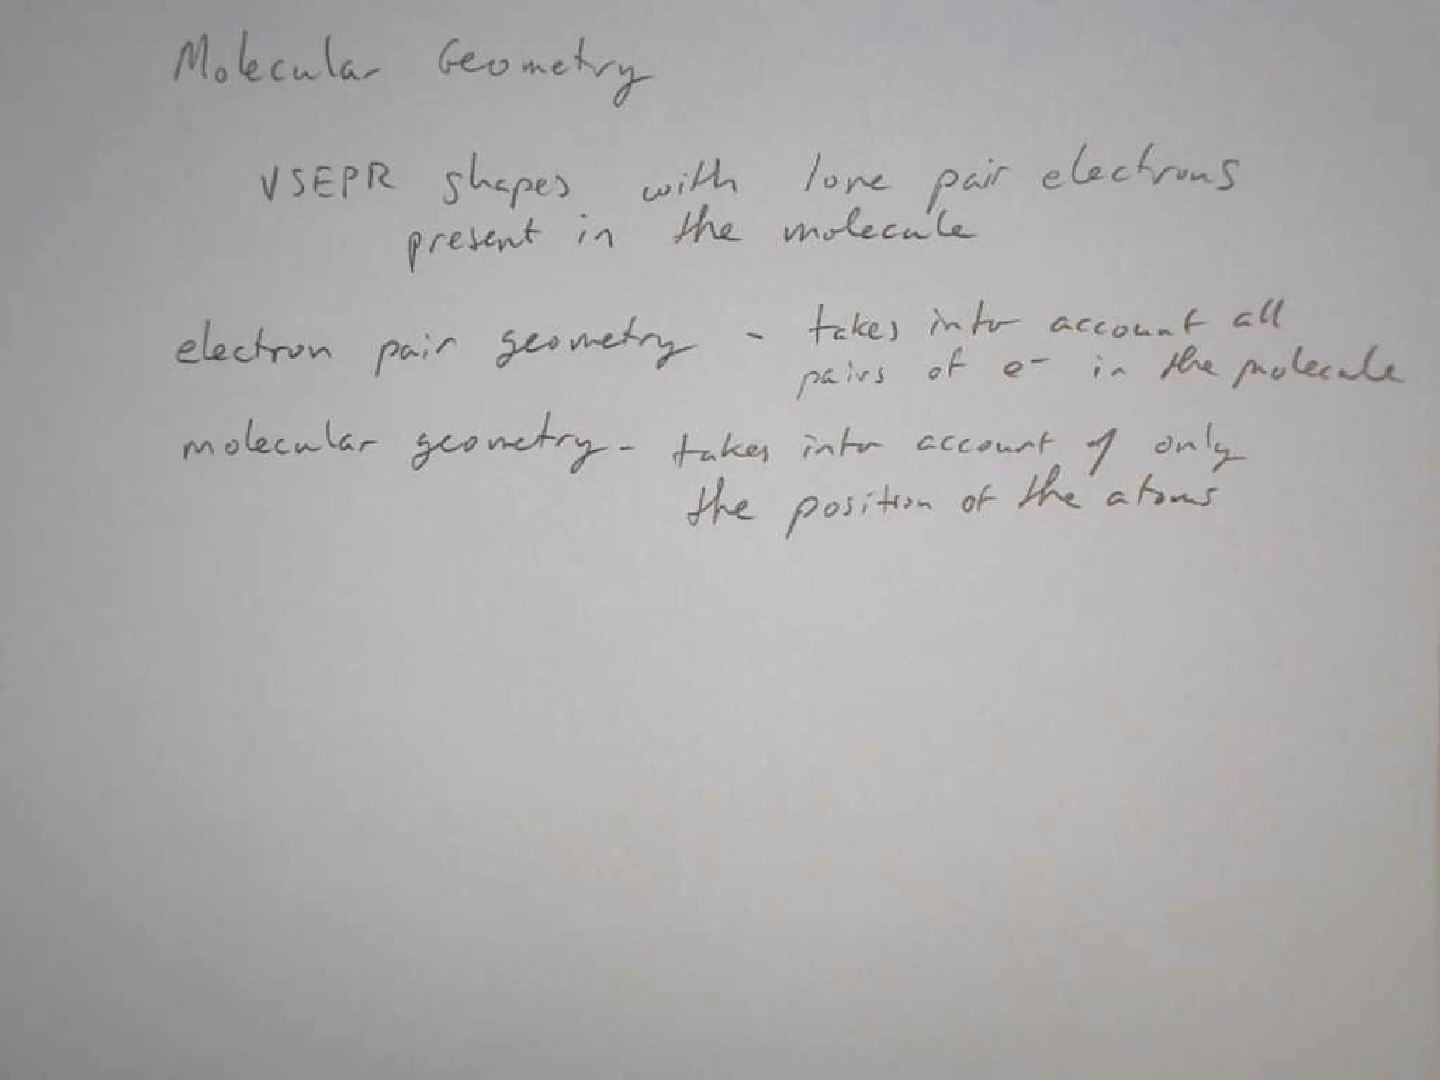 Molecular Geometry
VSEPR shapes with lone pair electrons
present in the molecule
electron pair geometry - takes into account all
pairs of e⁻ in the molecule
molecular geometry - takes into account of only
the position of the atoms